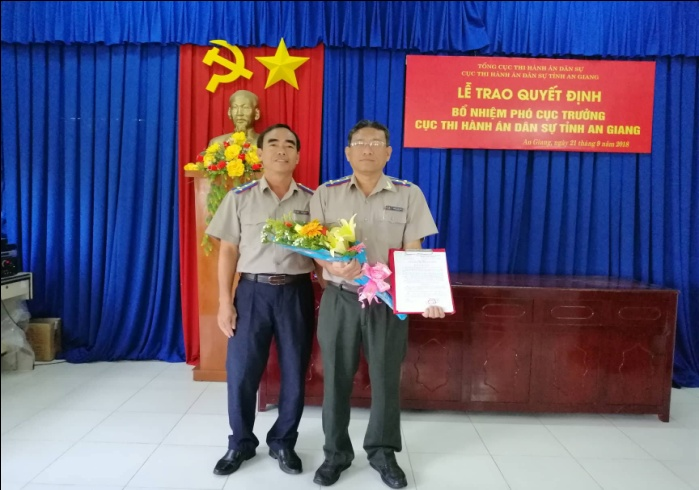 TỔNG CỤC THI HÀNH ÁN DÂN SỰ
CỤC THI HÀNH ÁN DÂN SỰ TỈNH AN GIANG
LỄ TRAO QUYẾT ĐỊNH
BỔ NHIỆM PHÓ CỤC TRƯỞNG
CỤC THI HÀNH ÁN DÂN SỰ TỈNH AN GIANG
An Giang, ngày 21 tháng 9 năm 2018